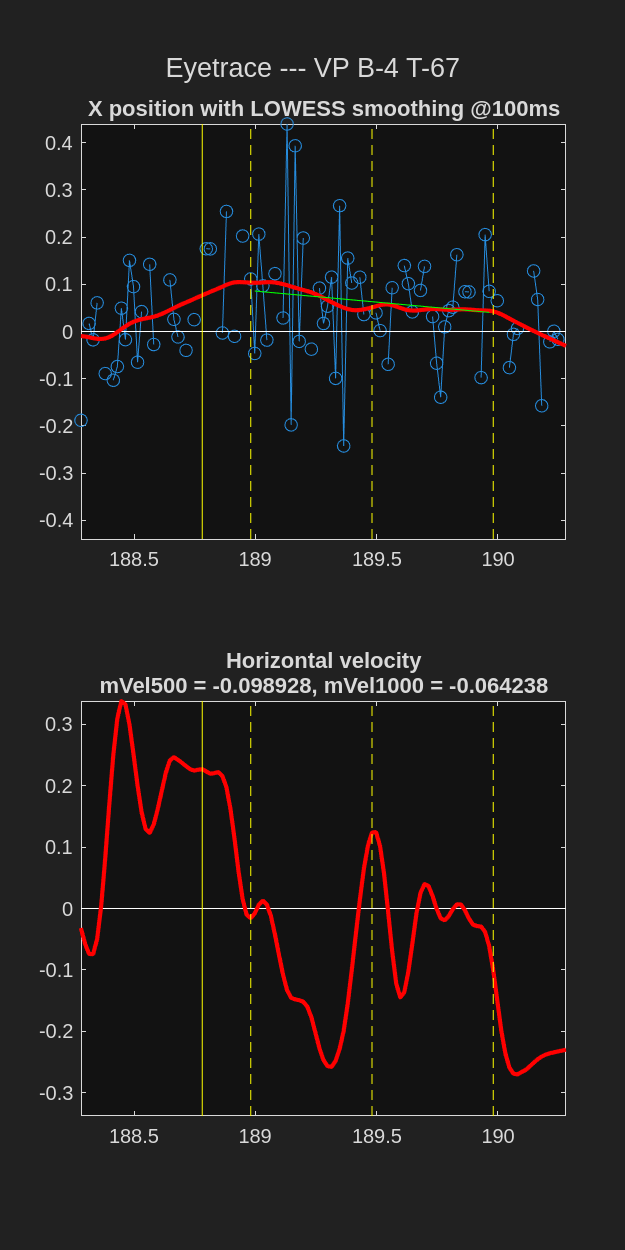 Eyetrace --- VP B-4 T-67
X position with LOWESS smoothing @100ms
0.4
0.3
0.2
0.1
0
-0.1
-0.2
-0.3
-0.4
188.5 189 189.5 190
Horizontal velocity
mVel500 = -0.098928, mVel1000 = -0.064238
0.3
0.2
0.1
0
-0.1
-0.2
-0.3
188.5 189 189.5 190